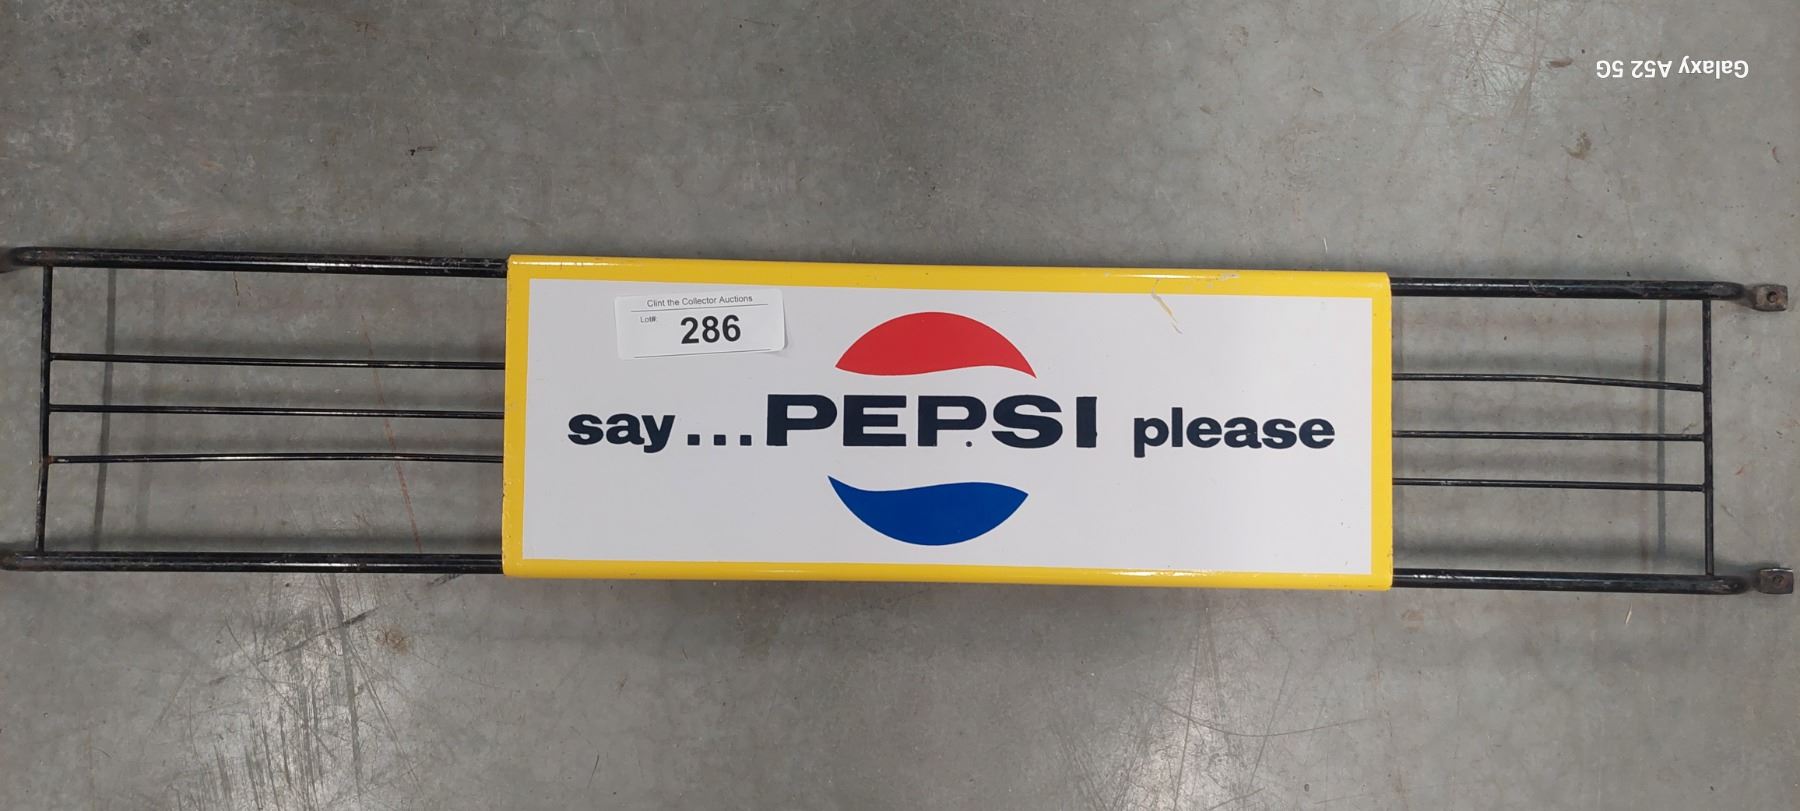 Galaxy A52 5G
Clint the Collector Auctions
Lot#: 286
say...PEPSI please